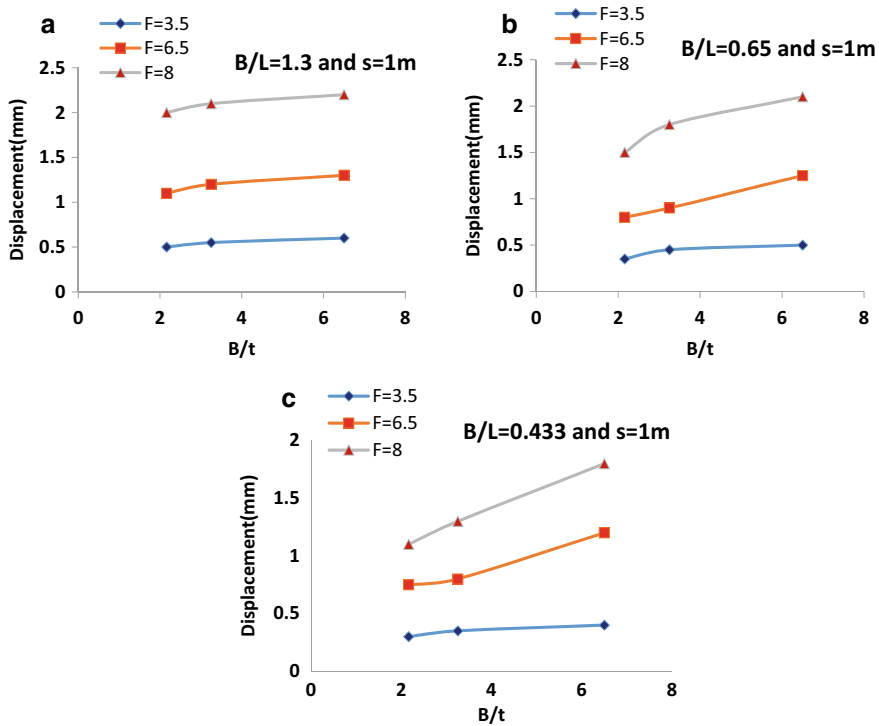 a
F=3.5
F=6.5
F=8
B/L=1.3 and s=1m
2.5
2
1.5
1
0.5
0
0 2 4 6 8
Displacement(mm)
B/t
b
F=3.5
F=6.5
F=8
B/L=0.65 and s=1m
2.5
2
1.5
1
0.5
0
0 2 4 6 8
Displacement(mm)
B/t
c
F=3.5
F=6.5
F=8
B/L=0.433 and s=1m
2
1.5
1
0.5
0
0 2 4 6 8
Displacement(mm)
B/t